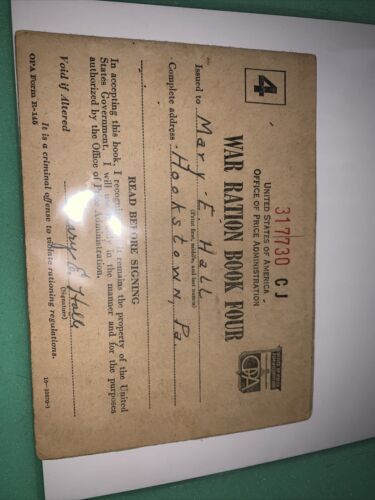 4
317730 CJ
UNITED STATES OF AMERICA
OFFICE OF PRICE ADMINISTRATION
OPA
WAR RATION BOOK FOUR
Issued to Mary E. Hall
(Print first, middle, and last names)
Complete address Hookstown, Pa.
READ BEFORE SIGNING
In accepting this book, I recognize that it remains the property of the United
States Government. I will use it only in the manner and for the purposes
authorized by the Office of Price Administration.
Void if Altered Mary E. Hall
(Signature)
It is a criminal offense to violate rationing regulations.
OPA Form R-145